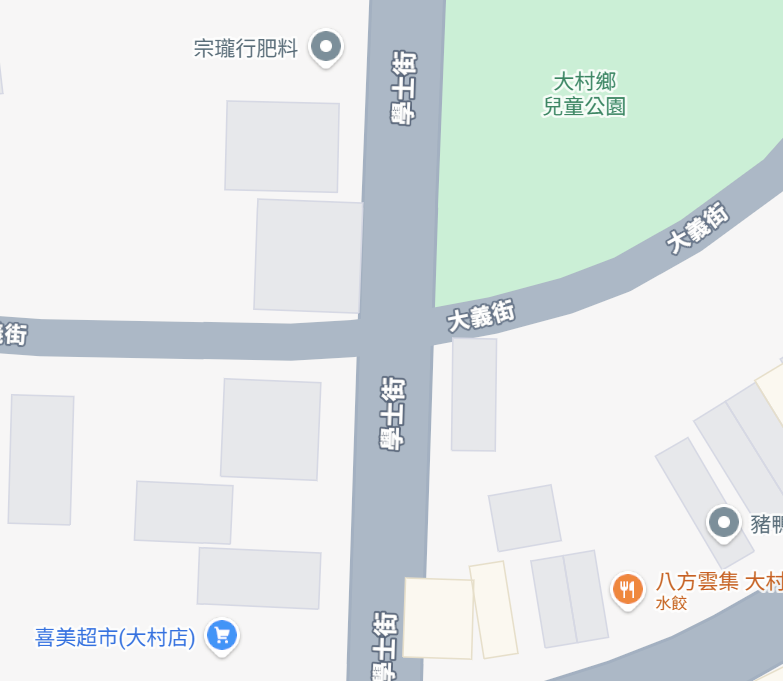 宗瓏行肥料
學士街
大村鄉
兒童公園
大義街
大義街
街
學士街
豬鴨
八方雲集 大村
水餃
喜美超市(大村店)
學士街